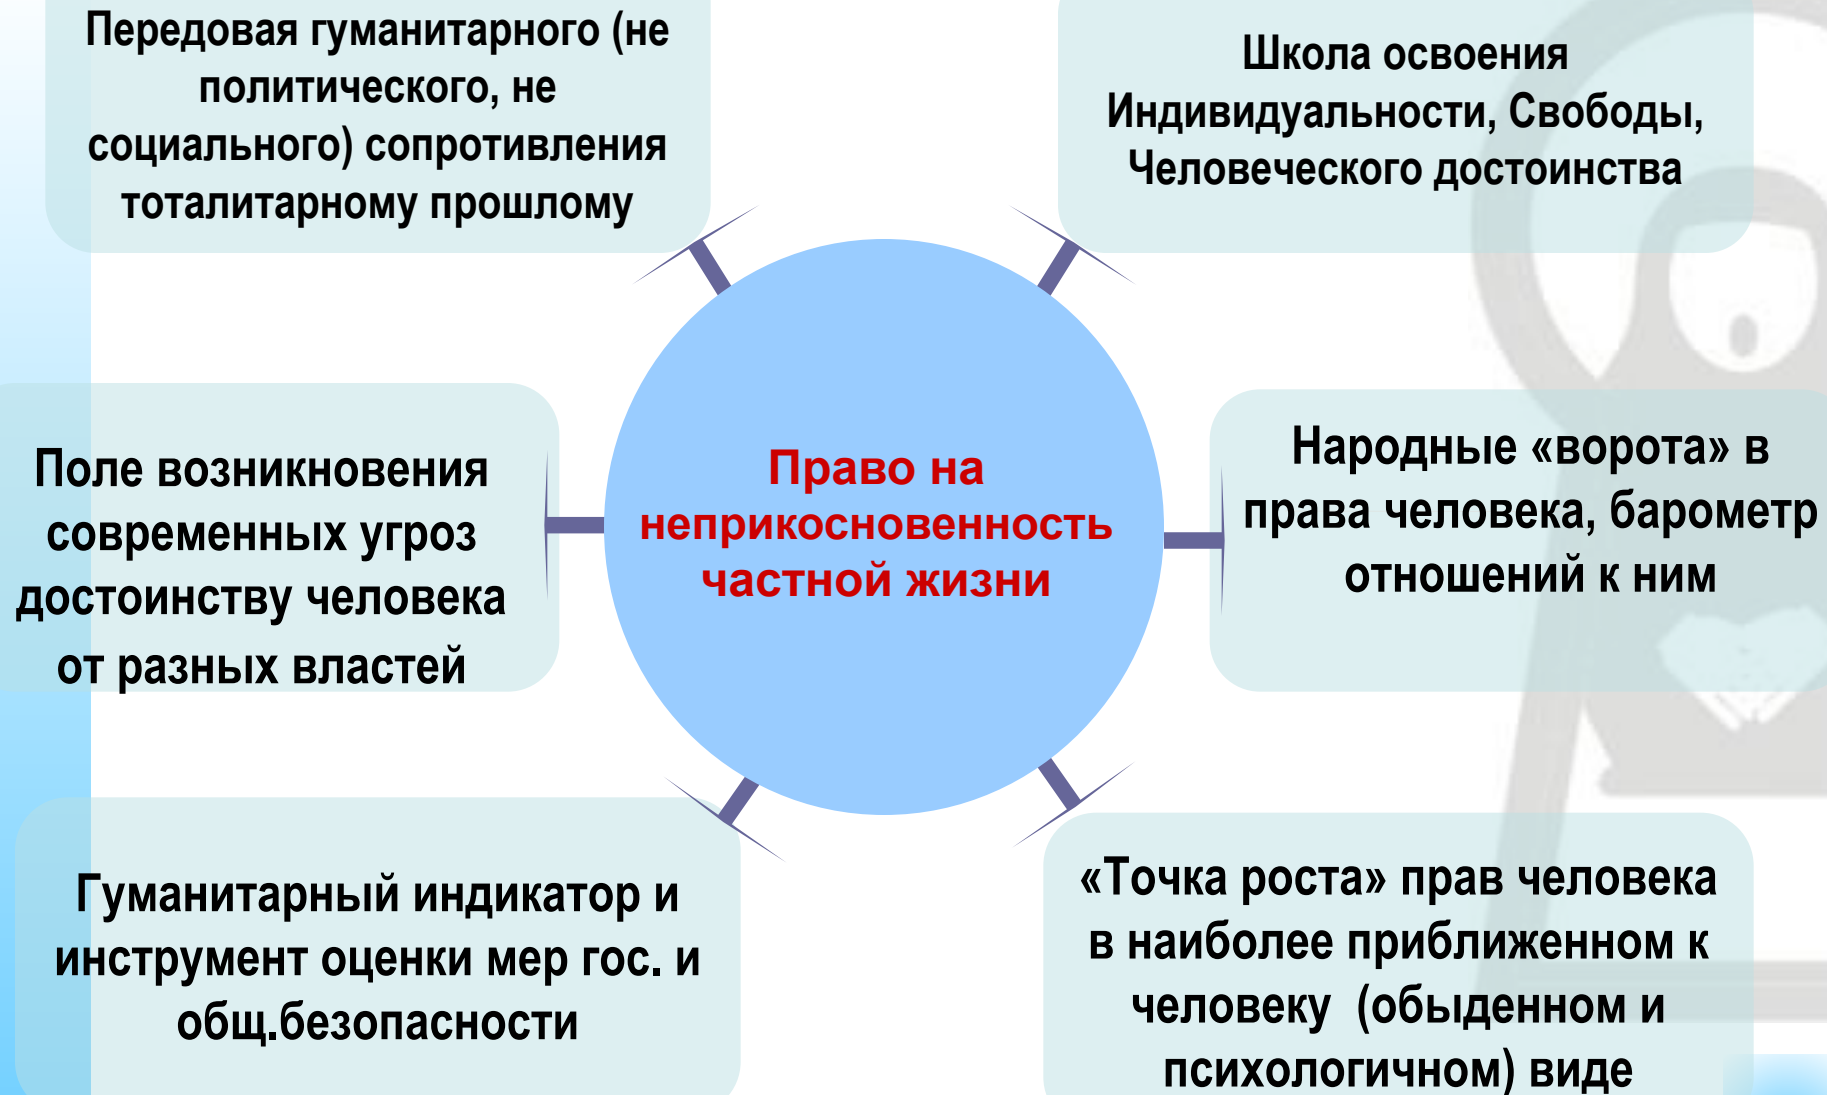 Передовая гуманитарного (не
политического, не
социального) сопротивления
тоталитарному прошлому
Школа освоения
Индивидуальности, Свободы,
Человеческого достоинства
Поле возникновения
современных угроз
достоинству человека
от разных властей
Право на
неприкосновенность
частной жизни
Народные «ворота» в
права человека, барометр
отношений к ним
Гуманитарный индикатор и
инструмент оценки мер гос. и
общ.безопасности
«Точка роста» прав человека
в наиболее приближенном к
человеку (обыденном и
психологичном) виде